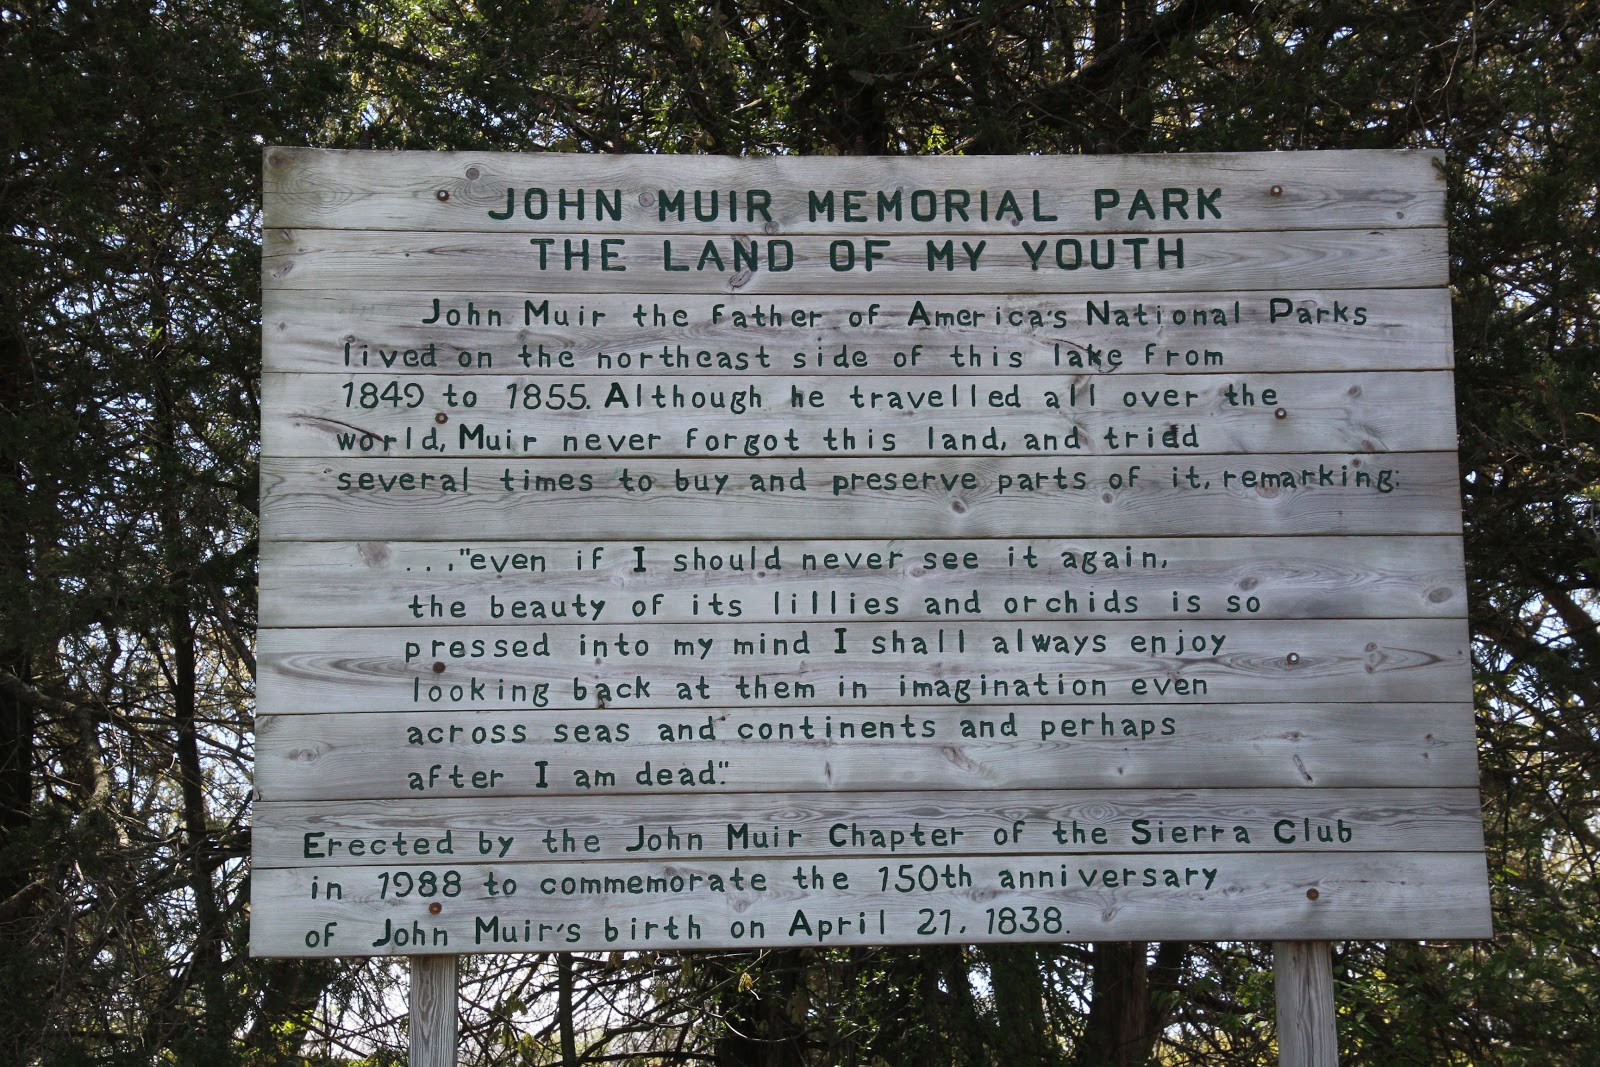 JOHN MUIR MEMORIAL PARK
THE LAND OF MY YOUTH
John Muir the father of America's National Parks
lived on the northeast side of this lake from
1849 to 1855. Although he travelled all over the
world, Muir never forgot this land, and tried
several times to buy and preserve parts of it, remarking:
...."even if I should never see it again,
the beauty of its lillies and orchids is so
pressed into my mind I shall always enjoy
looking back at them in imagination even
across seas and continents and perhaps
after I am dead."
Erected by the John Muir Chapter of the Sierra Club
in 1988 to commemorate the 150th anniversary
of John Muir's birth on April 21, 1838.